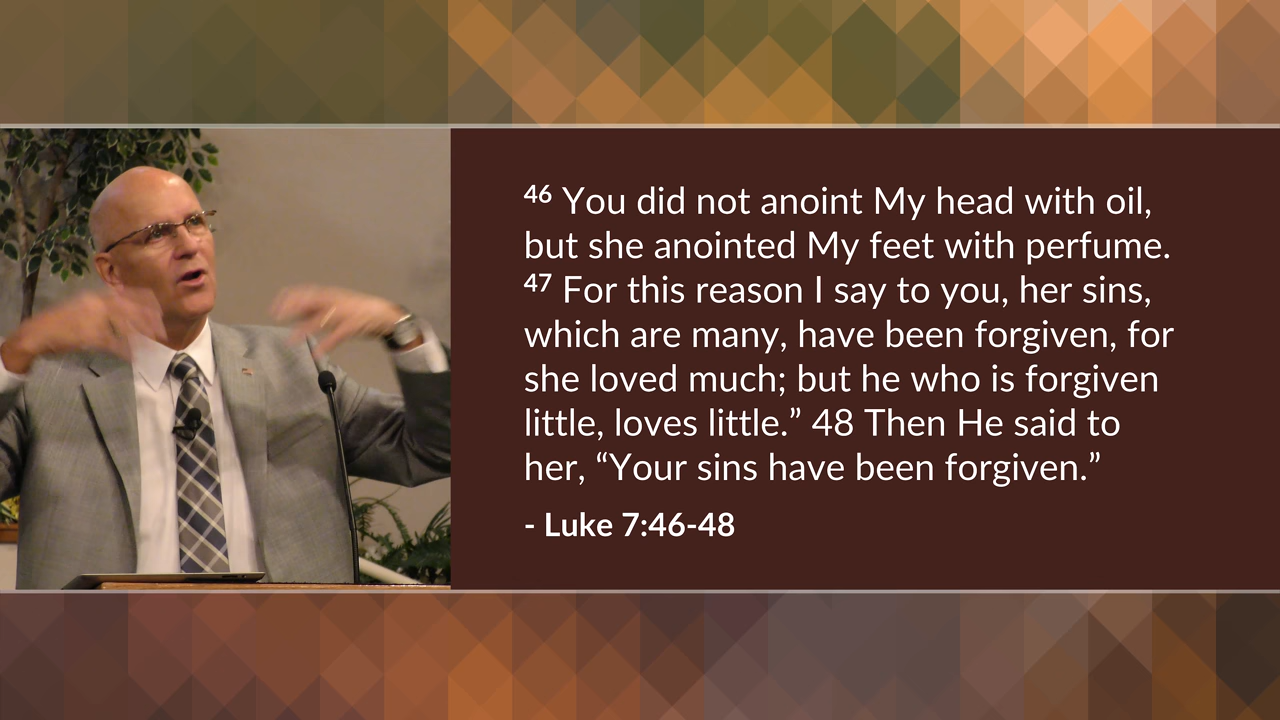 ⁴⁶ You did not anoint My head with oil,
but she anointed My feet with perfume.
⁴⁷ For this reason I say to you, her sins,
which are many, have been forgiven, for
she loved much; but he who is forgiven
little, loves little.” 48 Then He said to
her, “Your sins have been forgiven.”
- Luke 7:46-48